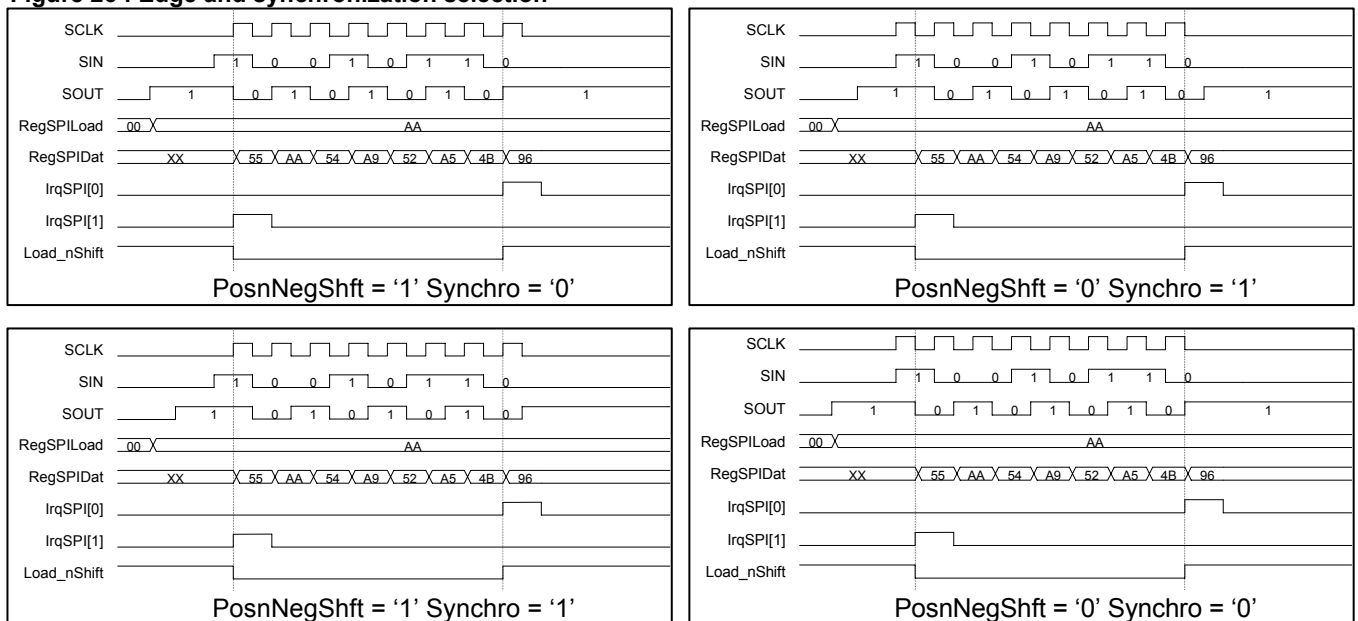 Edge and synchronization selection
SCLK
SIN 1 0 0 1 0 1 1 0
SOUT 1 0 1 0 1 0 1 0 1
RegSPILoad 00 AA
RegSPIDat XX 55 AA 54 A9 52 A5 4B 96
IrqSPI[0]
IrqSPI[1]
Load_nShift
PosnNegShft = ‘1’ Synchro = ‘0’
SCLK
SIN 1 0 0 1 0 1 1 0
SOUT 1 0 1 0 1 0 1 0 1
RegSPILoad 00 AA
RegSPIDat XX 55 AA 54 A9 52 A5 4B 96
IrqSPI[0]
IrqSPI[1]
Load_nShift
PosnNegShft = ‘0’ Synchro = ‘1’
SCLK
SIN 1 0 0 1 0 1 1 0
SOUT 1 0 1 0 1 0 1 0
RegSPILoad 00 AA
RegSPIDat XX 55 AA 54 A9 52 A5 4B 96
IrqSPI[0]
IrqSPI[1]
Load_nShift
PosnNegShft = ‘1’ Synchro = ‘1’
SCLK
SIN 1 0 0 1 0 1 1 0
SOUT 1 0 1 0 1 0 1 0 1
RegSPILoad 00 AA
RegSPIDat XX 55 AA 54 A9 52 A5 4B 96
IrqSPI[0]
IrqSPI[1]
Load_nShift
PosnNegShft = ‘0’ Synchro = ‘0’